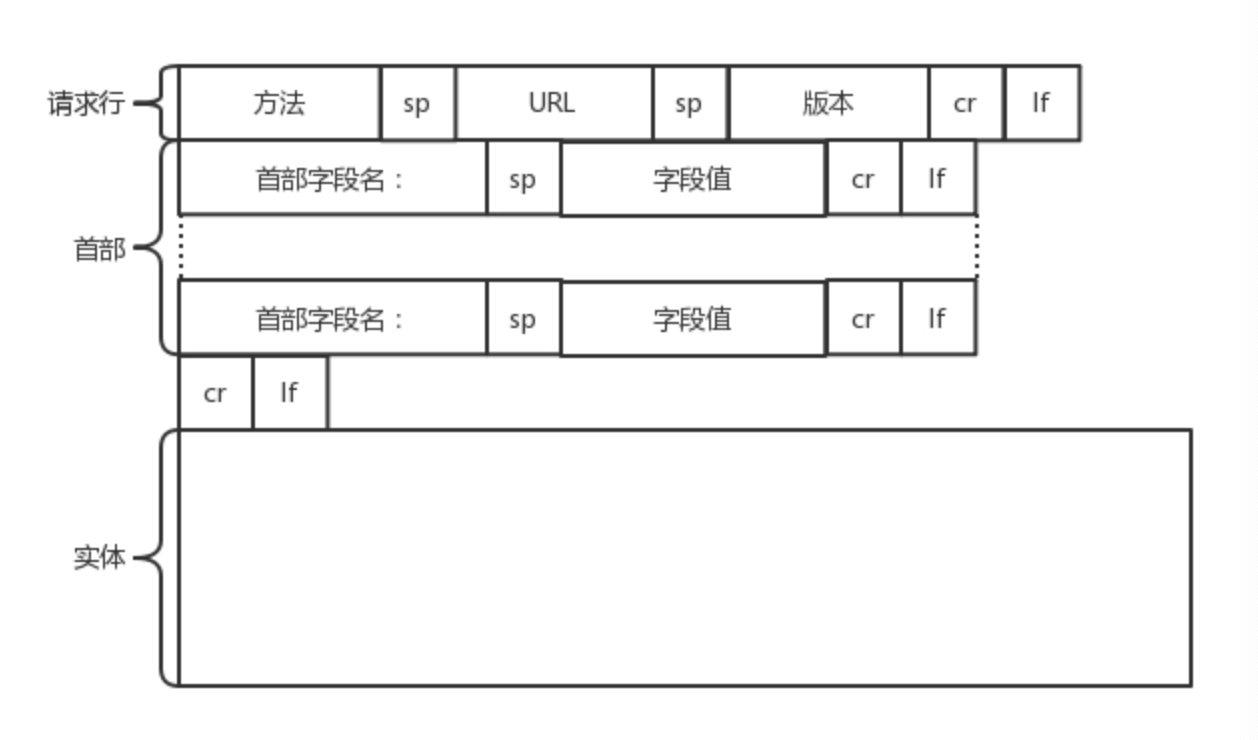 请求行 方法 sp URL sp 版本 cr lf
首部字段名： sp 字段值 cr lf
首部
首部字段名： sp 字段值 cr lf
cr lf
实体